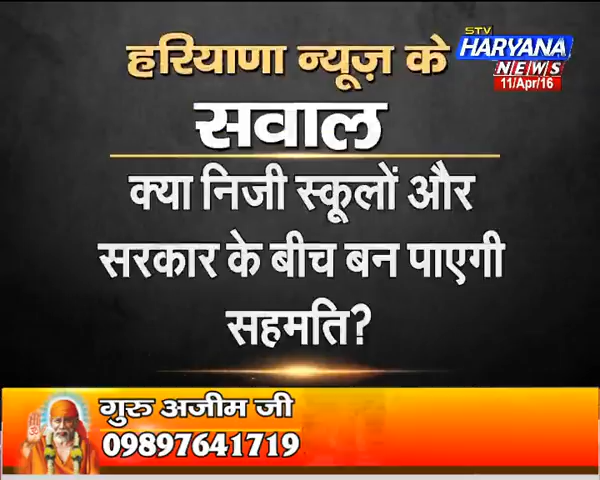 हरियाणा न्यूज़ के
STV
HARYANA
NEWS
11/Apr/16
सवाल
क्या निजी स्कूलों और
सरकार के बीच बन पाएगी
सहमति?
गुरु अजीम जी
09897641719